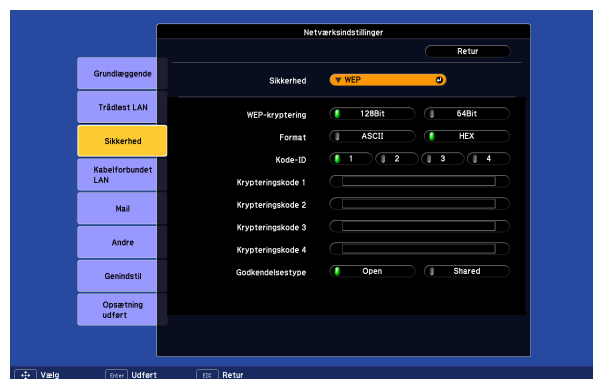 Netværksindstillinger
Retur
Grundlæggende
Trådløst LAN
Sikkerhed
Kabelforbundet
LAN
Mail
Andre
Genindstil
Opsætning
udført
Sikkerhed WEP
WEP-kryptering 128Bit 64Bit
Format ASCII HEX
Kode-ID 1 2 3 4
Krypteringskode 1
Krypteringskode 2
Krypteringskode 3
Krypteringskode 4
Godkendelsestype Open Shared
Vælg Enter Udført ESC Retur